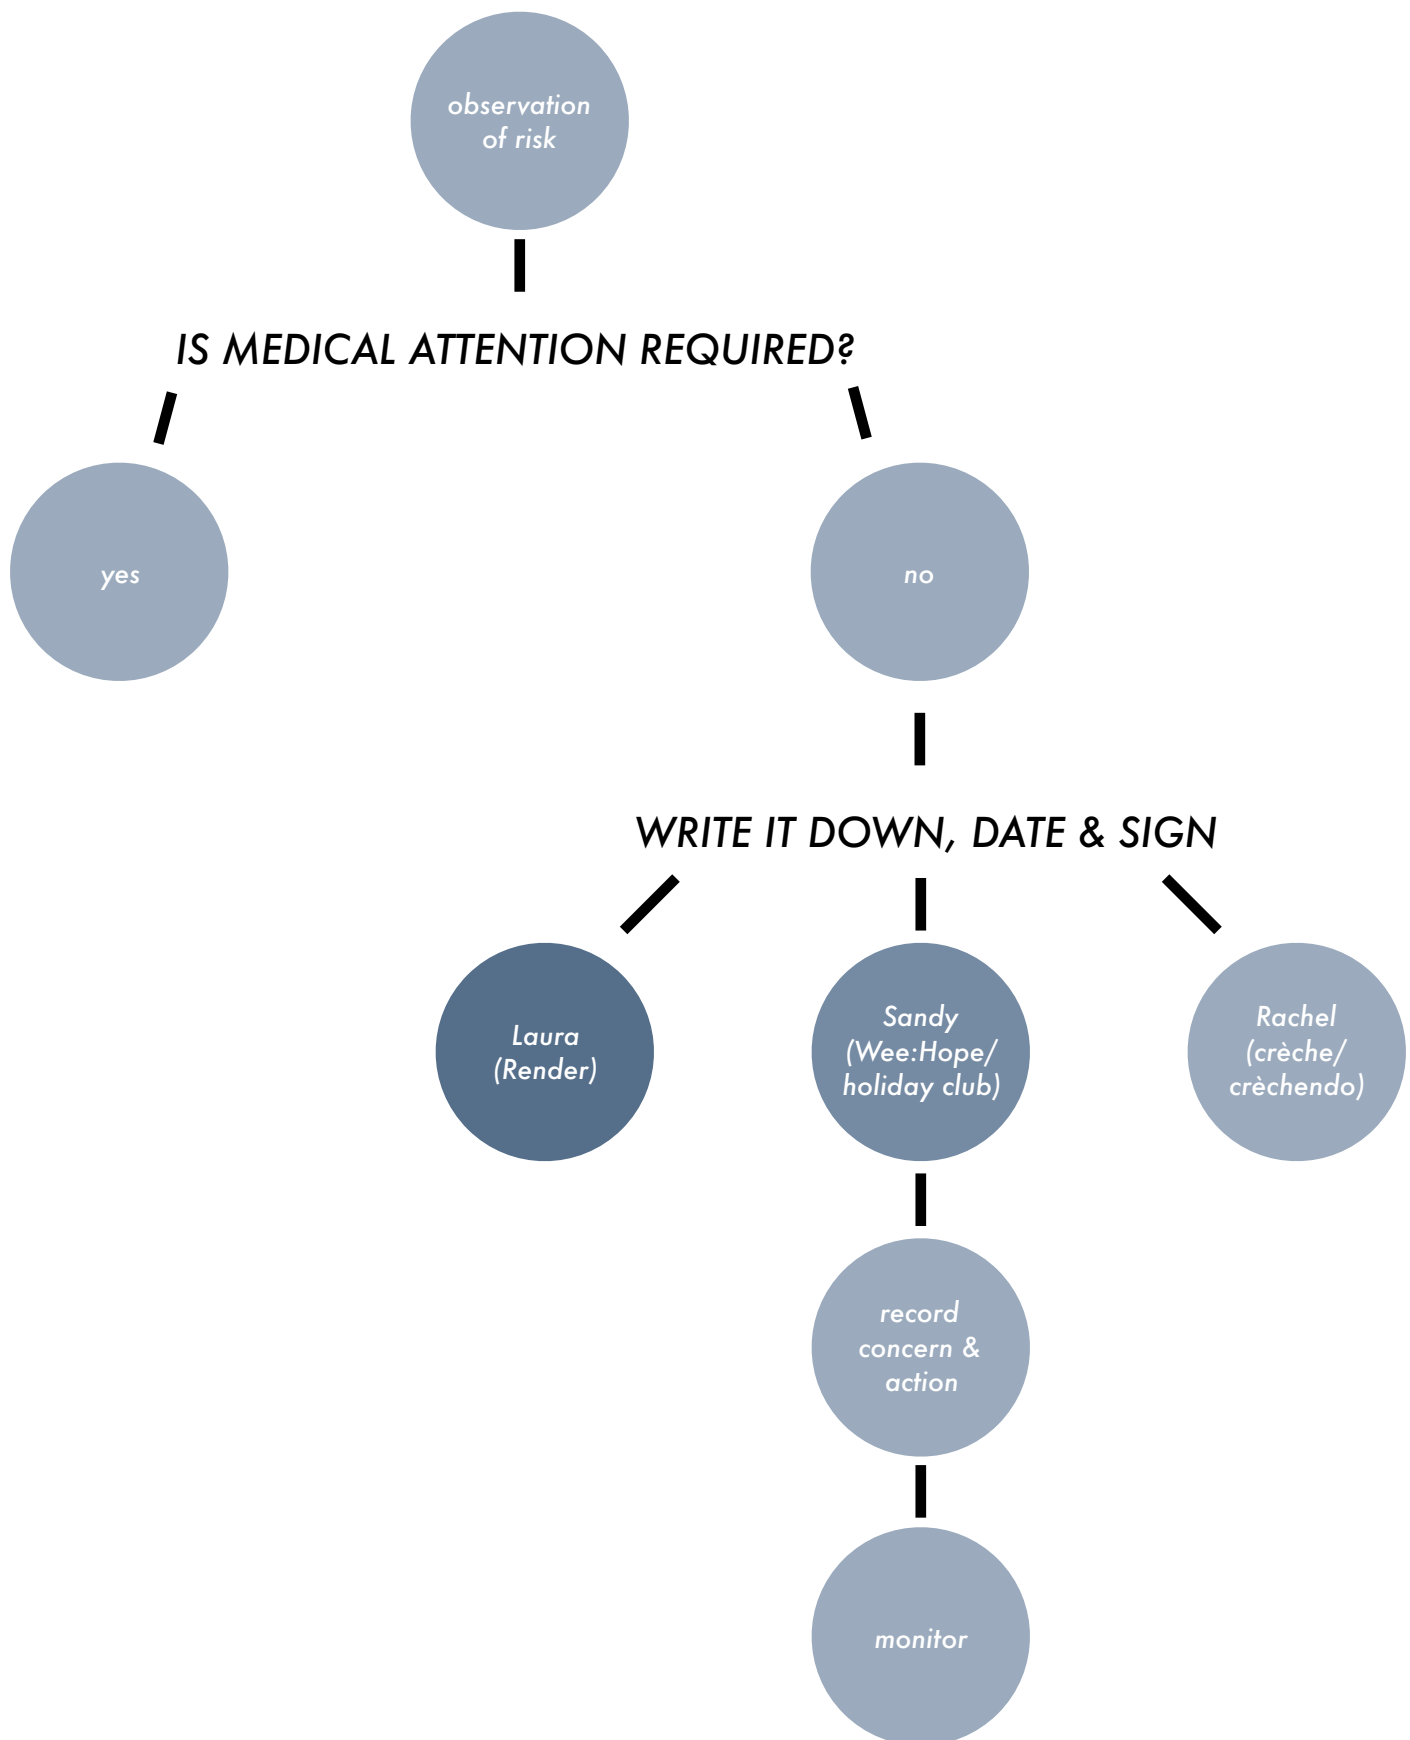 observation
of risk
IS MEDICAL ATTENTION REQUIRED?
yes
no
WRITE IT DOWN, DATE & SIGN
Laura
(Render)
Sandy
(Wee:Hope/
holiday club)
Rachel
(crèche/
crèchendo)
record
concern &
action
monitor